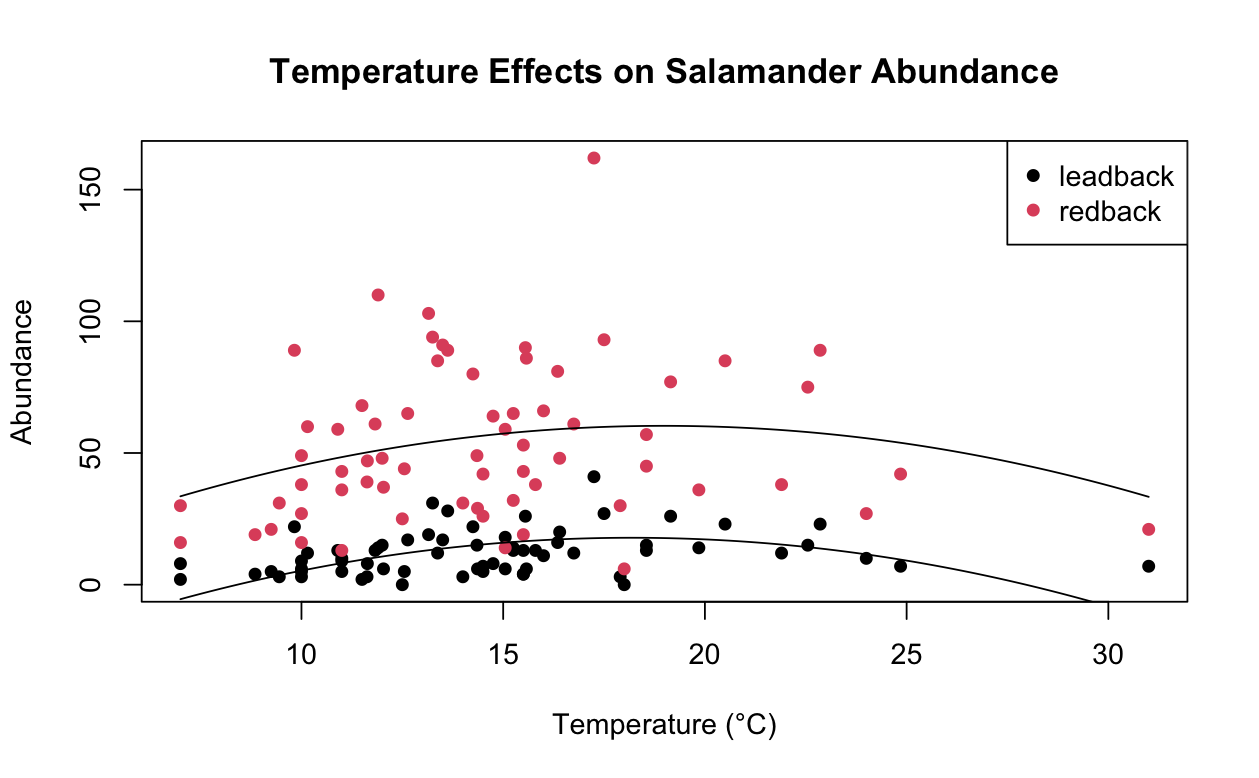 Temperature Effects on Salamander Abundance
leadback
redback
150
100
50
0
Abundance
10 15 20 25 30
Temperature (°C)